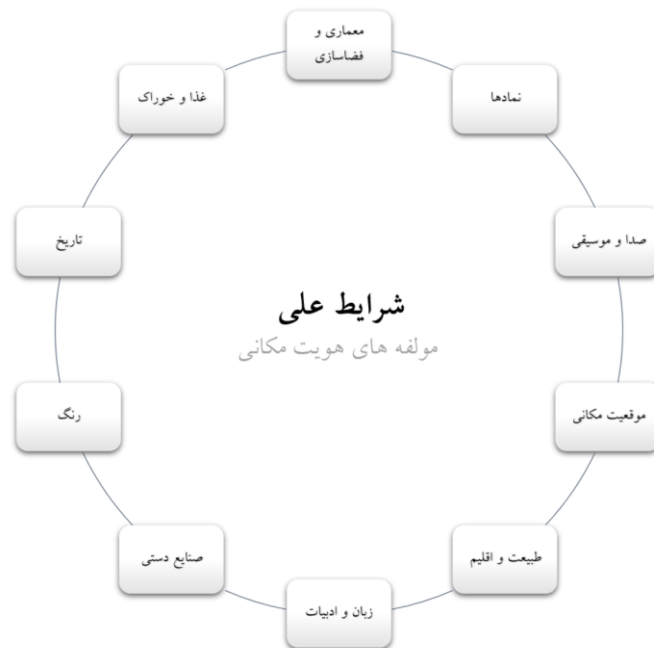 معماری و
فضاسازی
نمادها
صدا و موسیقی
موقعیت مکانی
طبیعت و اقلیم
زبان و ادبیات
صنایع دستی
رنگ
تاریخ
غذا و خوراک
شرایط علی
مولفه های هویت مکانی